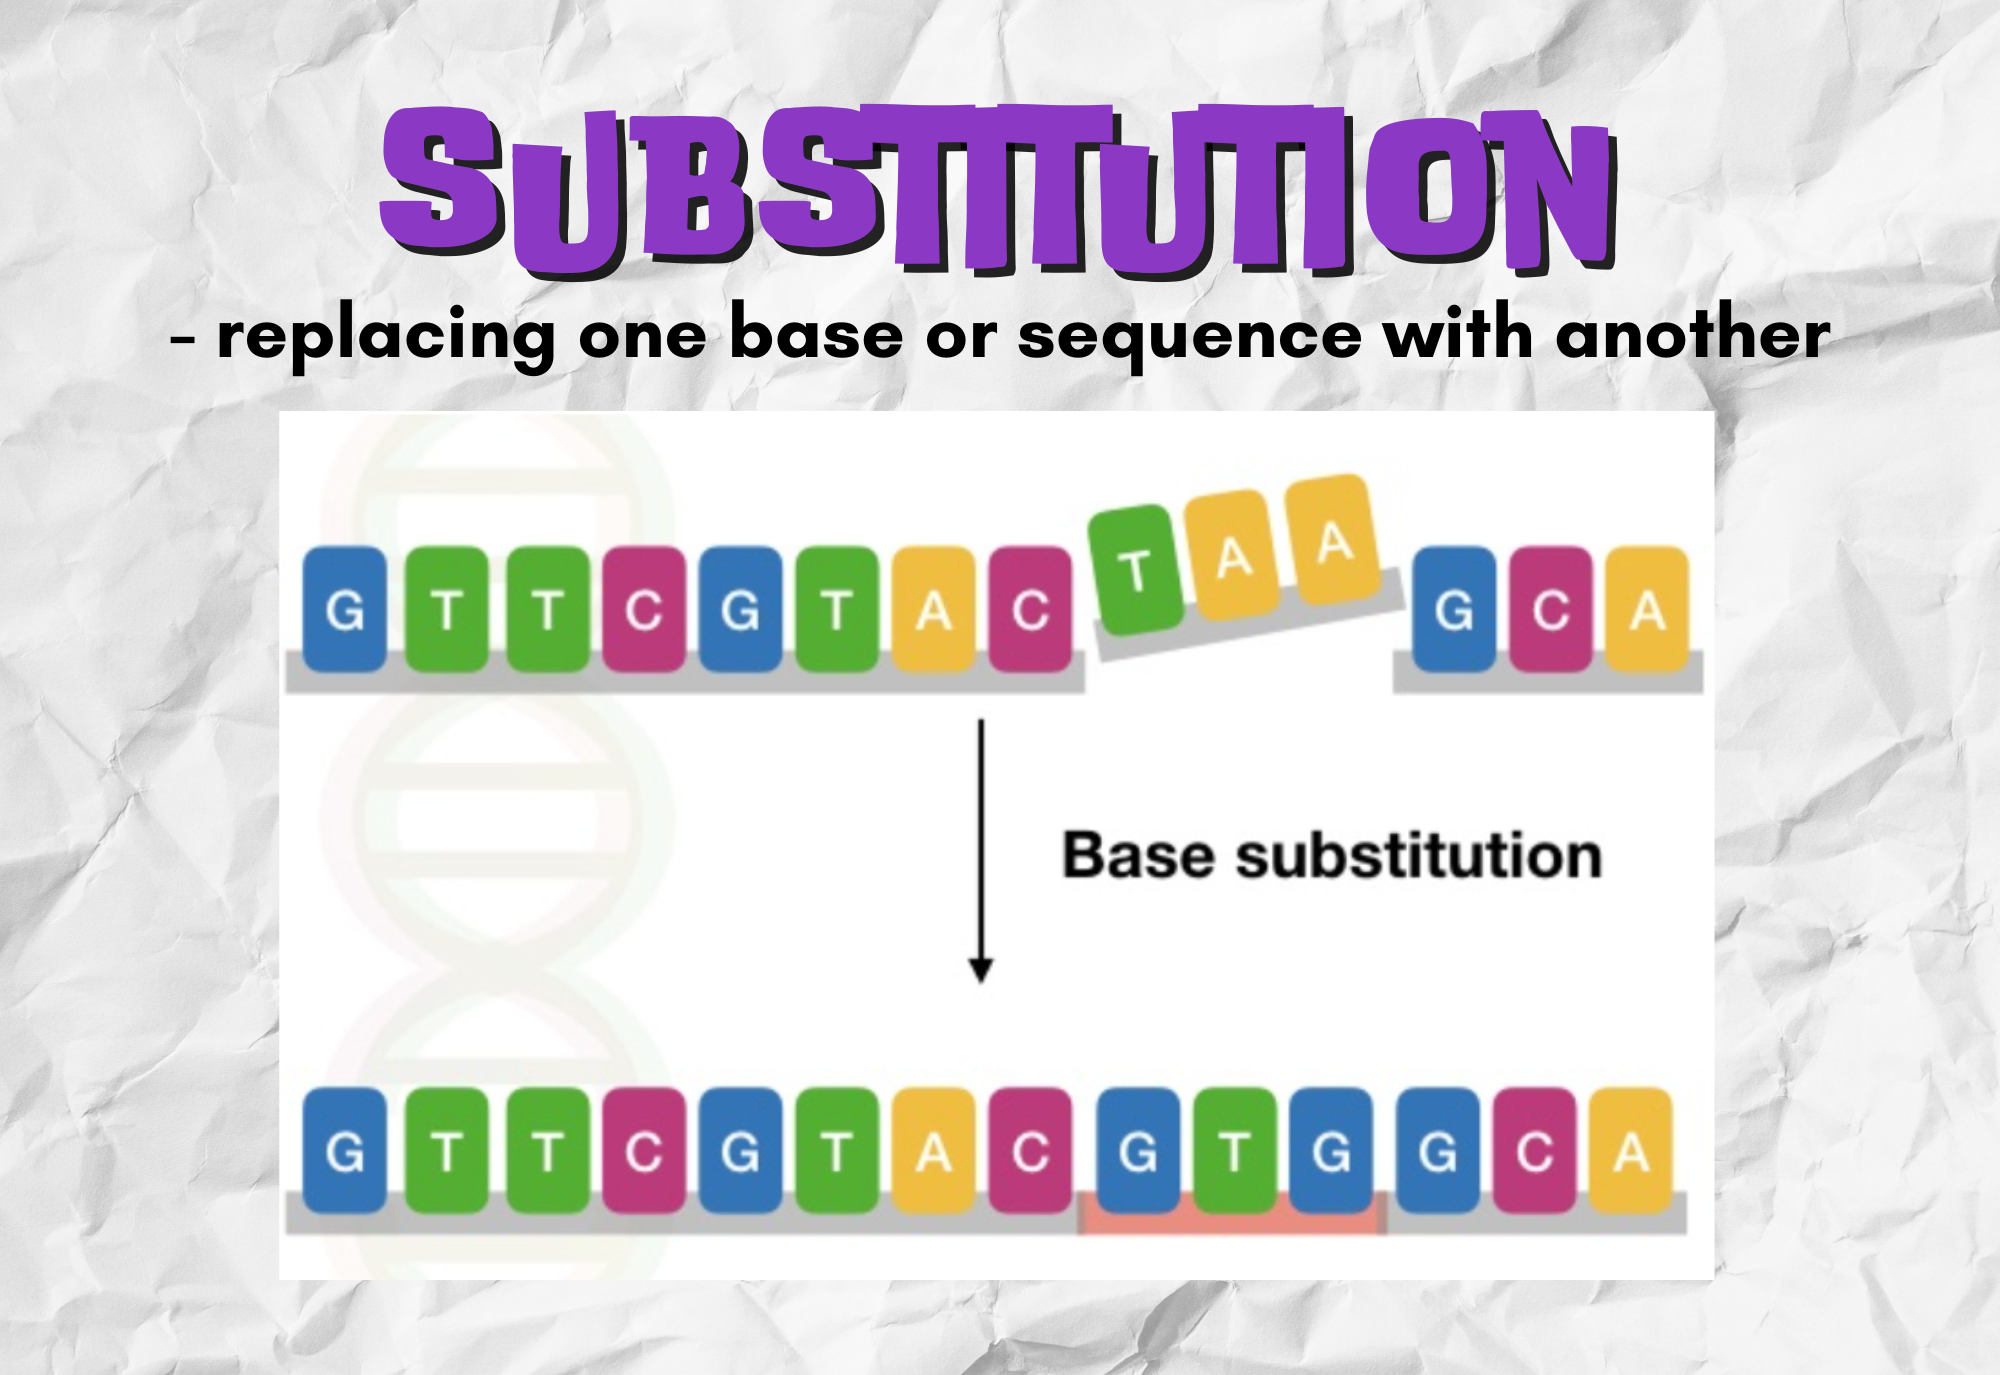 SUBSTITUTION
- replacing one base or sequence with another
G T T C G T A C T A A G C A
Base substitution
G T T C G T A C G T G G C A